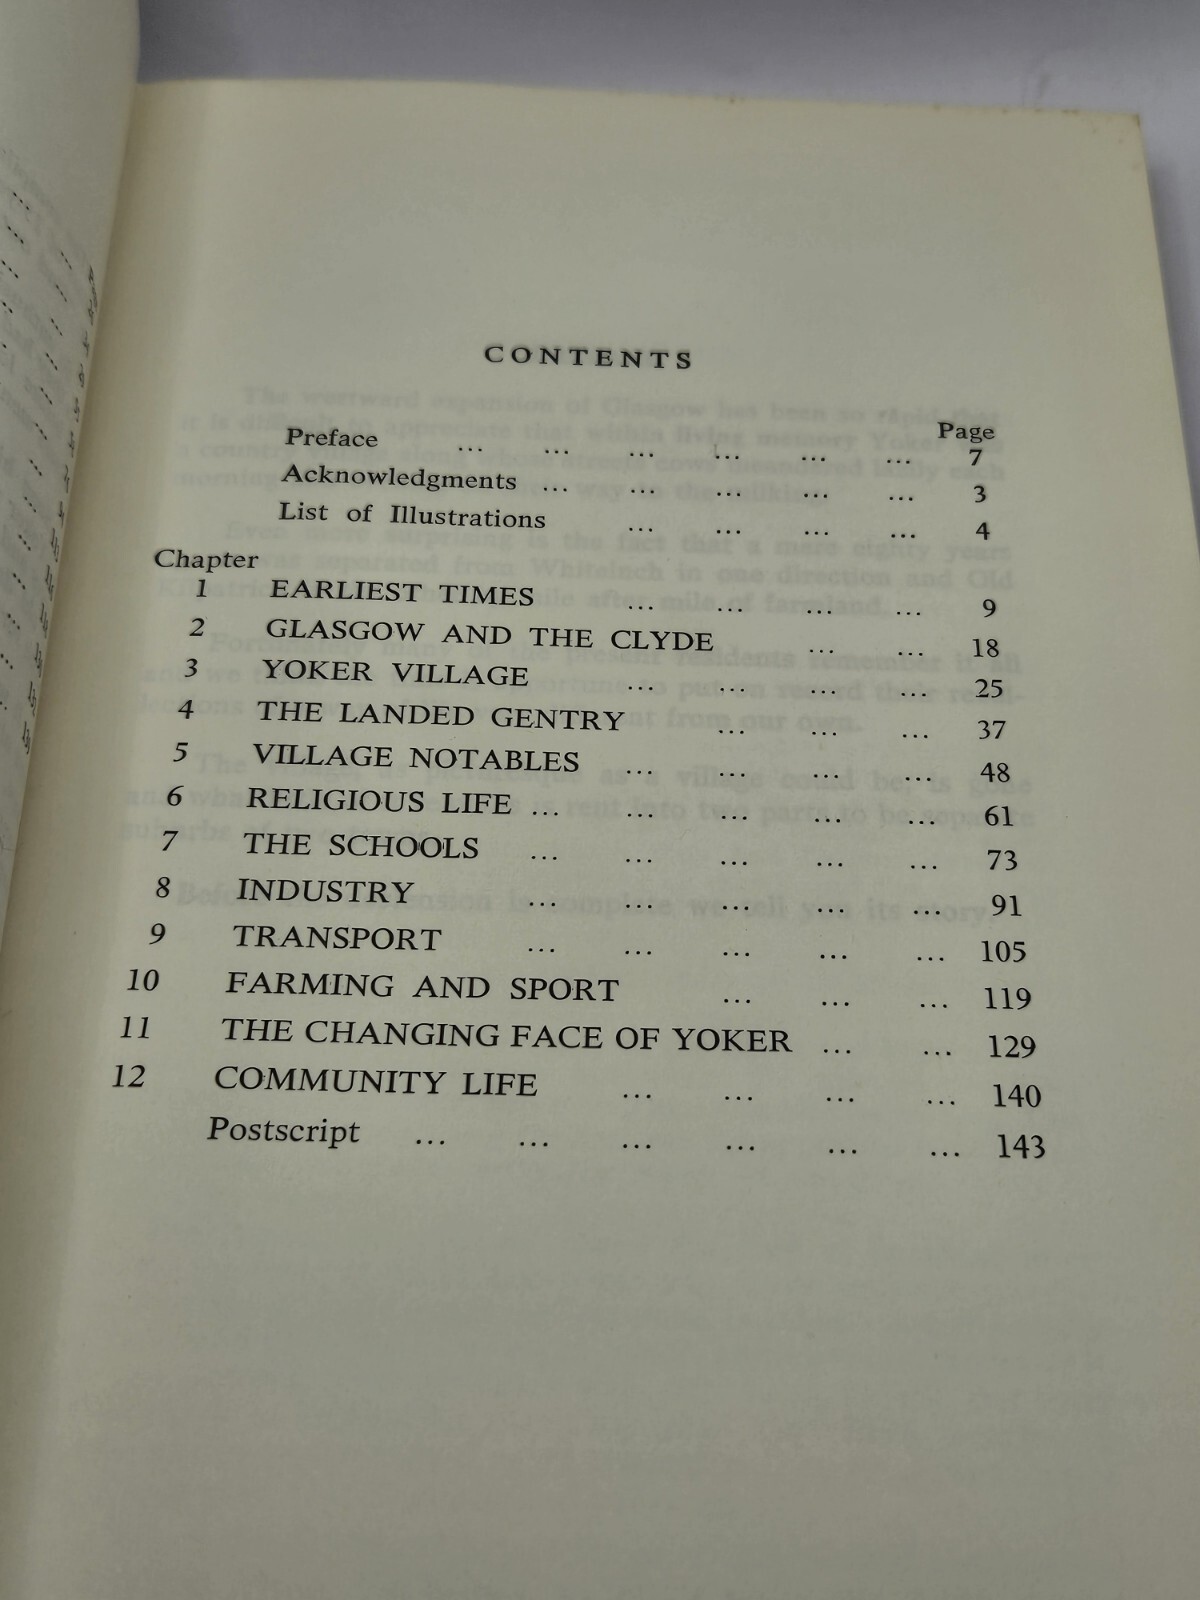 CONTENTS
Page
Preface ... ... ... ... ... ... 7
Acknowledgments ... ... ... ... ... 3
List of Illustrations ... ... ... ... 4
Chapter
1 EARLIEST TIMES ... ... ... ... 9
2 GLASGOW AND THE CLYDE ... ... 18
3 YOKER VILLAGE ... ... ... ... 25
4 THE LANDED GENTRY ... ... ... 37
5 VILLAGE NOTABLES ... ... ... ... 48
6 RELIGIOUS LIFE ... ... ... ... ... 61
7 THE SCHOOLS ... ... ... ... ... 73
8 INDUSTRY ... ... ... ... ... 91
9 TRANSPORT ... ... ... ... ... 105
10 FARMING AND SPORT ... ... ... 119
11 THE CHANGING FACE OF YOKER ... ... 129
12 COMMUNITY LIFE ... ... ... ... 140
Postscript ... ... ... ... ... ... 143